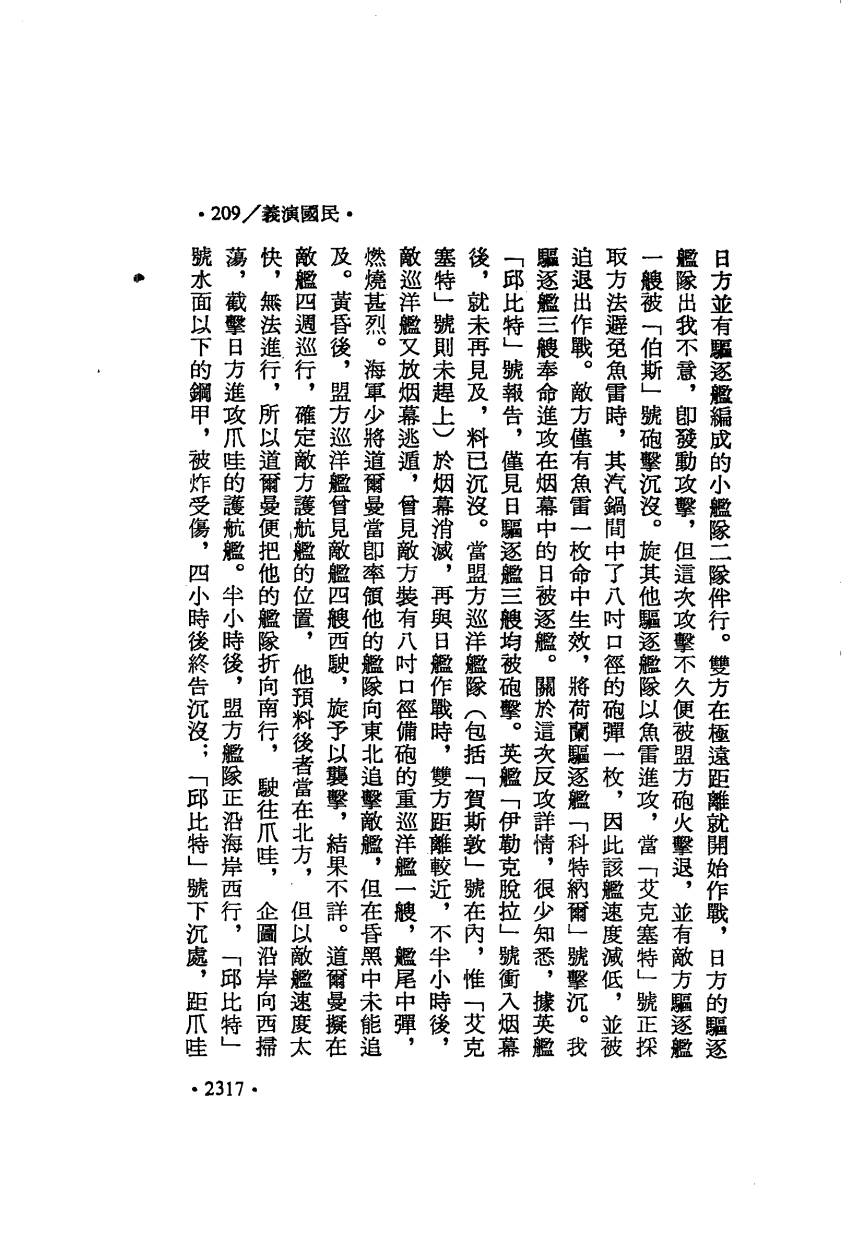 •209／義演國民•
日方並有驅逐艦編成的小艦隊二隊伴行。雙方在極遠距離就開始作戰，日方的驅逐
艦隊出我不意，卽發動攻擊，但這次攻擊不久便被盟方砲火擊退，並有敵方驅逐艦
一艘被「伯斯」號砲擊沉沒。旋其他驅逐艦隊以魚雷進攻，當「艾克塞特」號正採
取方法避免魚雷時，其汽鍋間中了八吋口徑的砲彈一枚，因此該艦速度減低，並被
迫退出作戰。敵方僅有魚雷一枚命中生效，將荷蘭驅逐艦「科特納爾」號擊沉。我
驅逐艦三艘奉命進攻在烟幕中的日被逐艦。關於這次反攻詳情，很少知悉，據英艦
「邱比特」號報告，僅見日驅逐艦三艘均被砲擊。英艦「伊勒克脫拉」號衝入烟幕
後，就未再見及，料已沉沒。當盟方巡洋艦隊（包括「賀斯敦」號在內，惟「艾克
塞特」號則未趕上）於烟幕消滅，再與日艦作戰時，雙方距離較近，不半小時後，
敵巡洋艦又放烟幕逃遁，曾見敵方裝有八吋口徑備砲的重巡洋艦一艘，艦尾中彈，
燃燒甚烈。海軍少將道爾曼當卽率領他的艦隊向東北追擊敵艦，但在昏黑中未能追
及。黃昏後，盟方巡洋艦曾見敵艦四艘西駛，旋予以襲擊，結果不詳。道爾曼擬在
敵艦四週巡行，確定敵方護航艦的位置，他預料後者當在北方，但以敵艦速度太
快，無法進行，所以道爾曼便把他的艦隊折向南行，駛往爪哇，企圖沿岸向西掃
蕩，截擊日方進攻爪哇的護航艦。半小時後，盟方艦隊正沿海岸西行，「邱比特」
號水面以下的鋼甲，被炸受傷，四小時後終告沉沒；「邱比特」號下沉處，距爪哇
•2317•